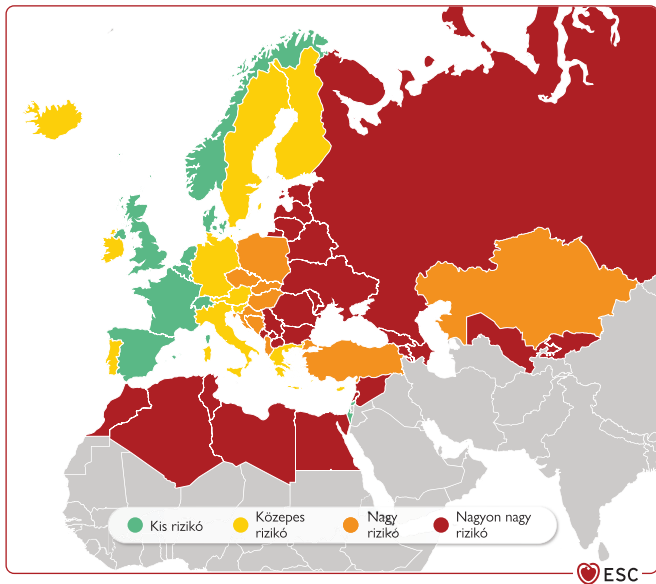 Kis rizikó
Közepes
rizikó
Nagy
rizikó
Nagyon nagy
rizikó
ESC